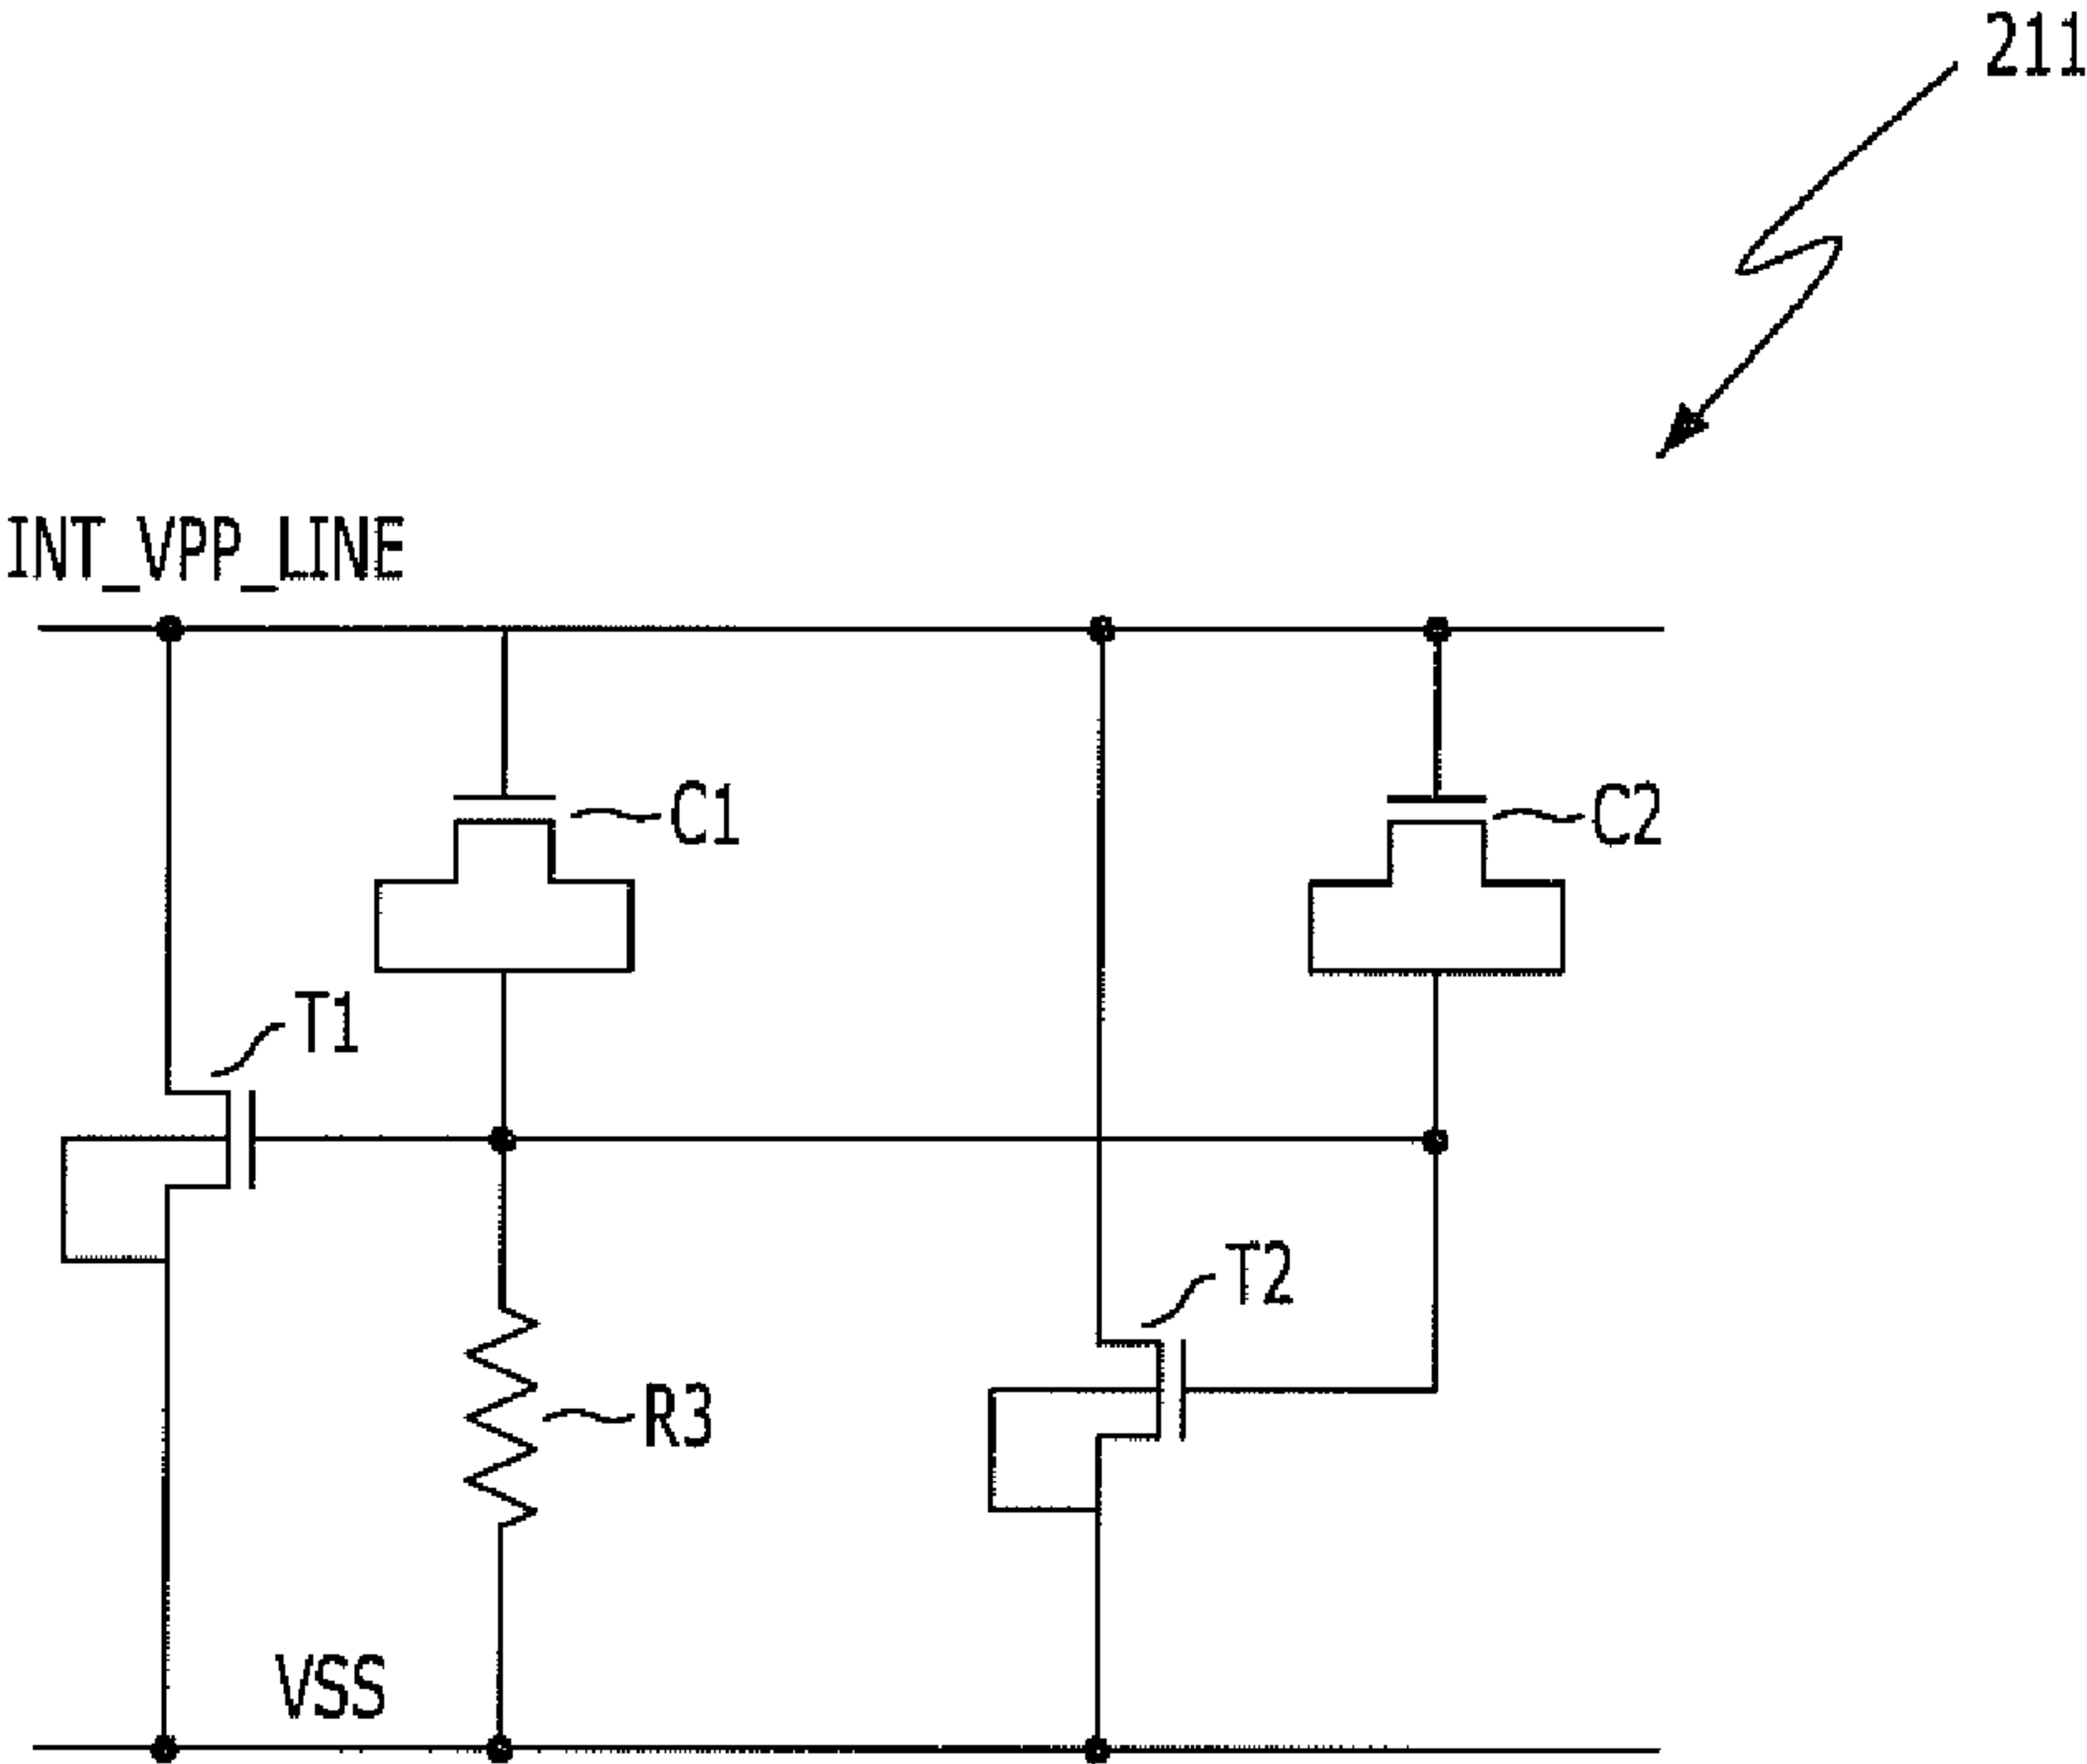 211
INT_VPP_LINE
C1
C2
T1
T2
R3
VSS